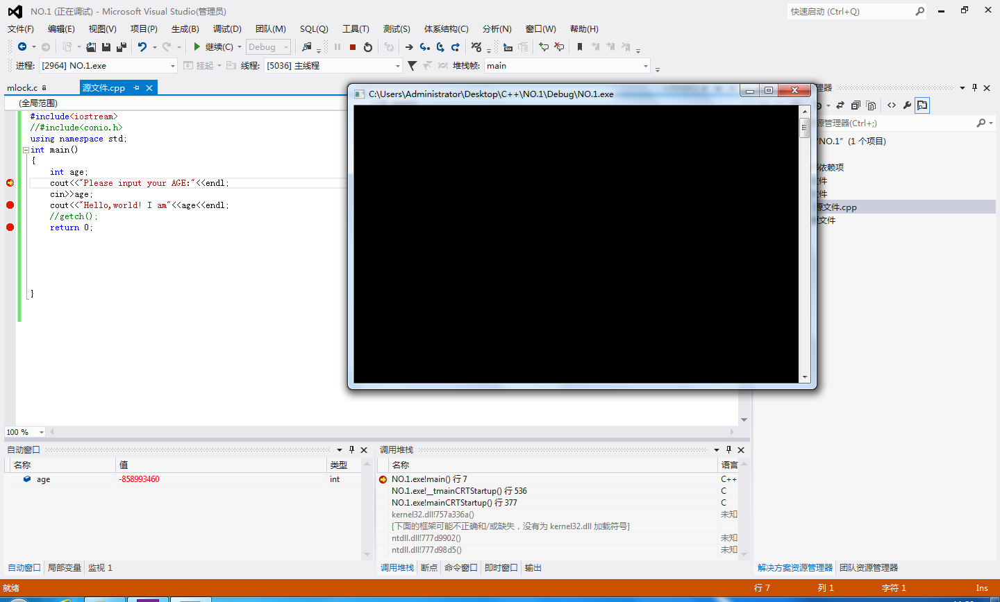 NO.1 (正在调试) - Microsoft Visual Studio(管理员)
快速启动 (Ctrl+Q)
文件(F) 编辑(E) 视图(V) 项目(P) 生成(B) 调试(D) 团队(M) SQL(Q) 工具(T) 测试(S) 体系结构(C) 分析(N) 窗口(W) 帮助(H)
继续(C) Debug
进程: [2964] NO.1.exe 挂起 线程: [5036] 主线程 堆栈帧: main
mlock.c 源文件.cpp
(全局范围)
#include<iostream>
//#include<conio.h>
using namespace std;
int main()
{
int age;
cout<<"Please input your AGE:"<<endl;
cin>>age;
cout<<"Hello,world! I am"<<age<<endl;
//getch();
return 0;
}
C:\Users\Administrator\Desktop\C++\NO.1\Debug\NO.1.exe
理器
资源管理器(Ctrl+;)
"NO.1" (1 个项目)
依赖项
文件
文件
源文件.cpp
源文件
100 %
自动窗口
名称 值 类型
age -858993460 int
自动窗口 局部变量 监视 1
调用堆栈
名称 语言
NO.1.exe!main() 行 7 C++
NO.1.exe!__tmainCRTStartup() 行 536 C
NO.1.exe!mainCRTStartup() 行 377 C
kernel32.dll!757a336a() 未知
[下面的框架可能不正确和/或缺失，没有为 kernel32.dll 加载符号]
ntdll.dll!777d9902() 未知
ntdll.dll!777d98d5() 未知
调用堆栈 断点 命令窗口 即时窗口 输出
解决方案资源管理器 团队资源管理器
就绪 行 7 列 1 字符 1 Ins